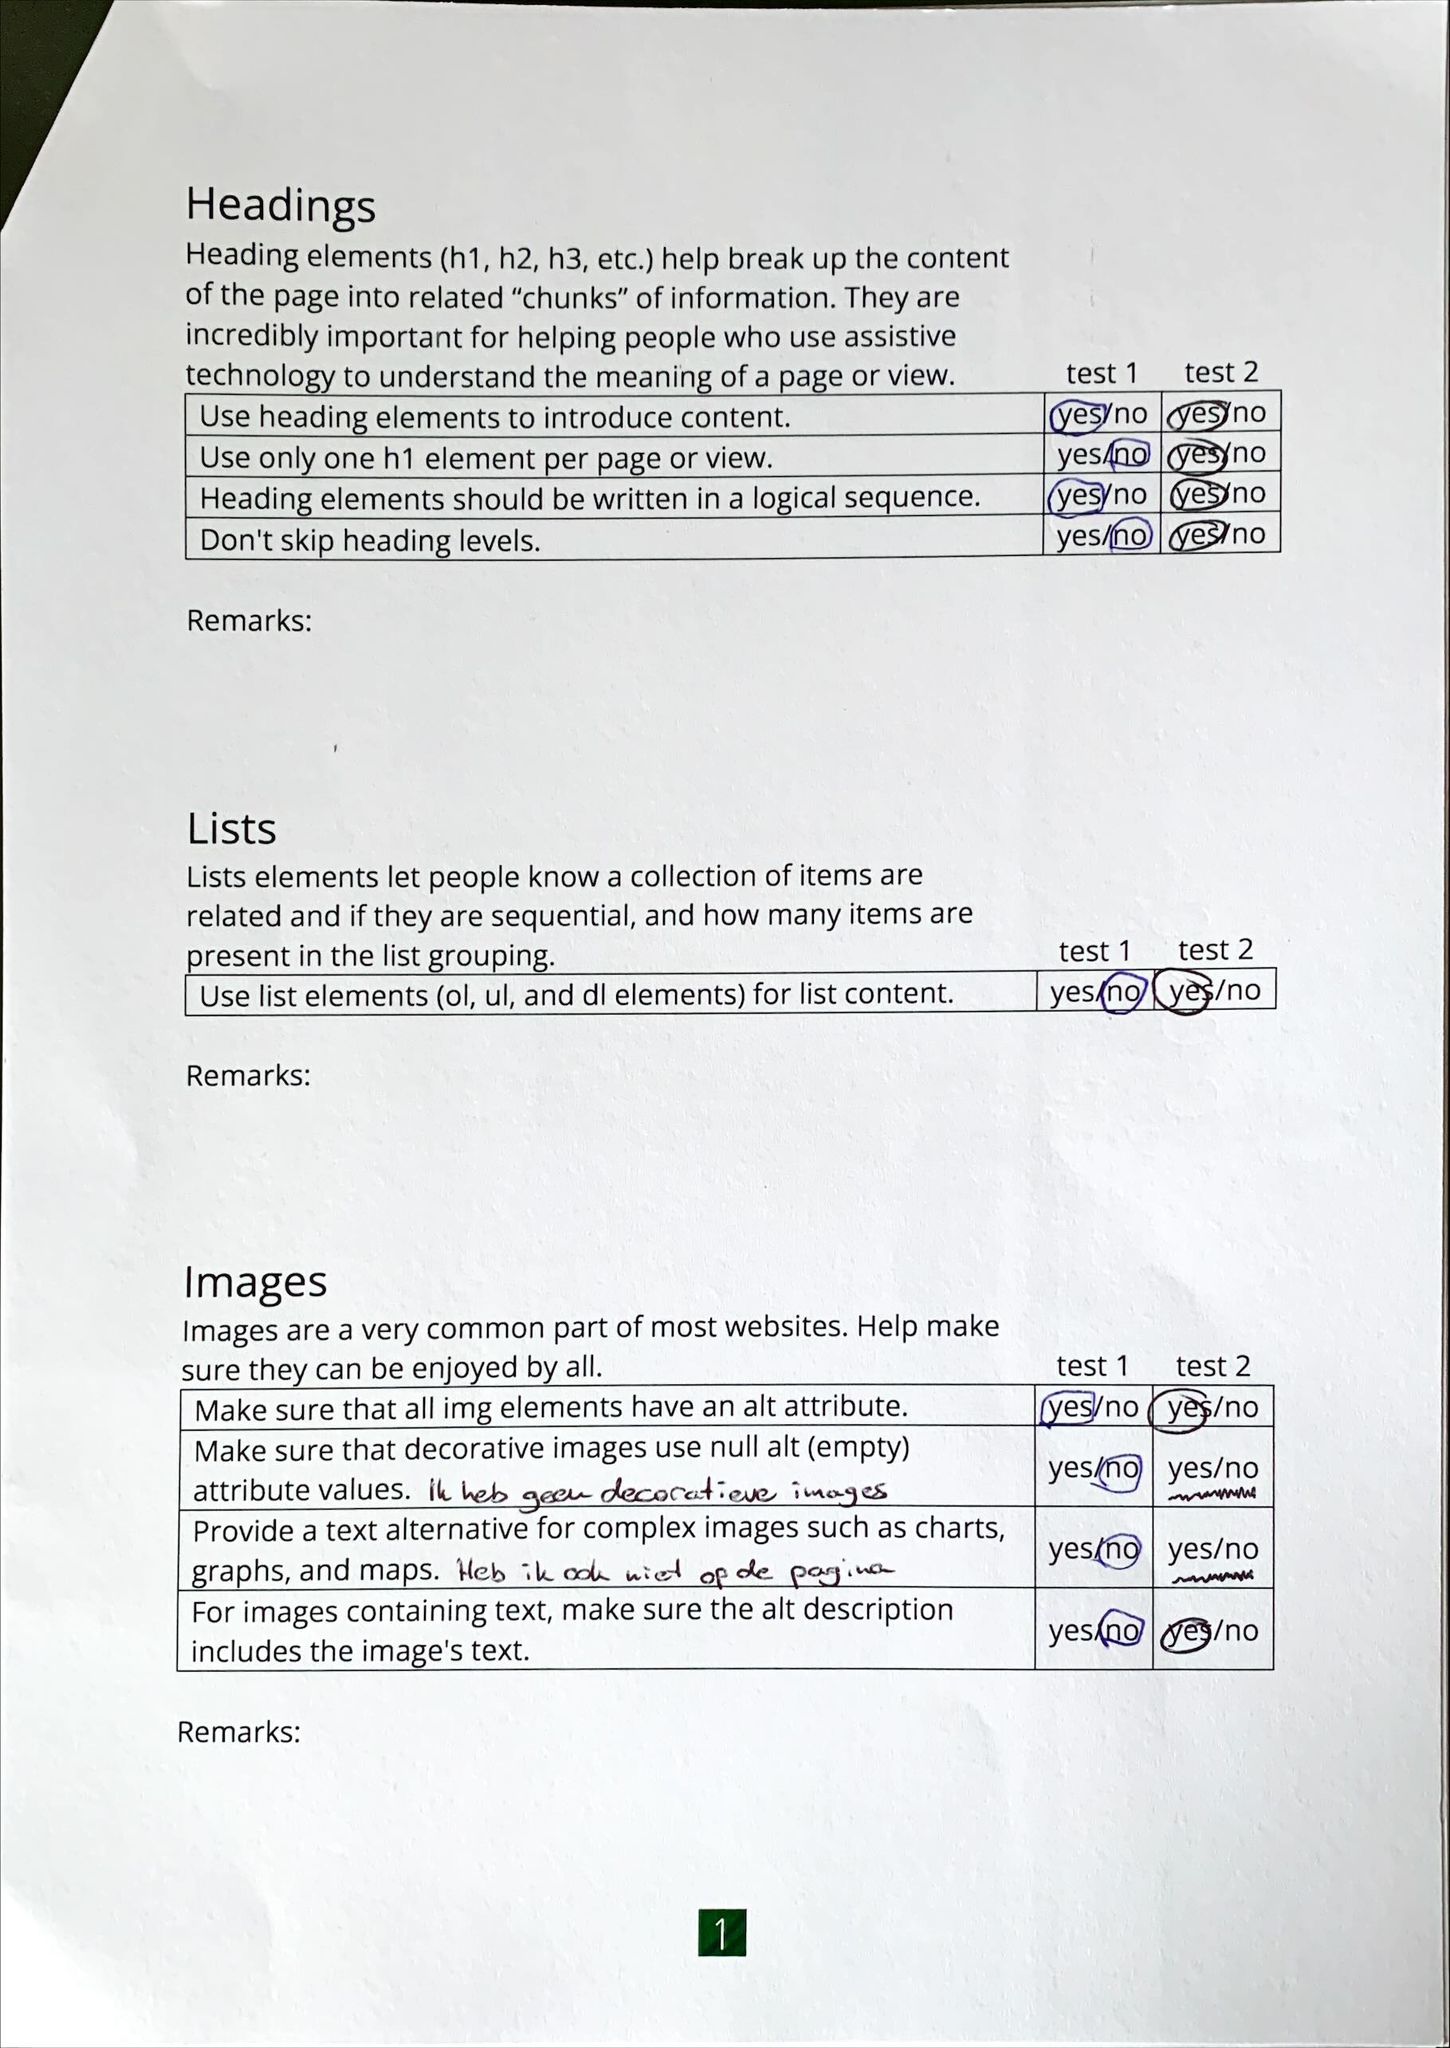 Headings
Heading elements (h1, h2, h3, etc.) help break up the content
of the page into related “chunks” of information. They are
incredibly important for helping people who use assistive
technology to understand the meaning of a page or view. test 1 test 2
Use heading elements to introduce content. yes/no yes/no
Use only one h1 element per page or view. yes/no yes/no
Heading elements should be written in a logical sequence. yes/no yes/no
Don't skip heading levels. yes/no yes/no
Remarks:
Lists
Lists elements let people know a collection of items are
related and if they are sequential, and how many items are
present in the list grouping. test 1 test 2
Use list elements (ol, ul, and dl elements) for list content. yes/no yes/no
Remarks:
Images
Images are a very common part of most websites. Help make
sure they can be enjoyed by all. test 1 test 2
Make sure that all img elements have an alt attribute. yes/no yes/no
Make sure that decorative images use null alt (empty)
attribute values. Ik heb geen decoratieve images yes/no yes/no
Provide a text alternative for complex images such as charts,
graphs, and maps. Heb ik ook niet op de pagina yes/no yes/no
For images containing text, make sure the alt description
includes the image's text. yes/no yes/no
Remarks:
1